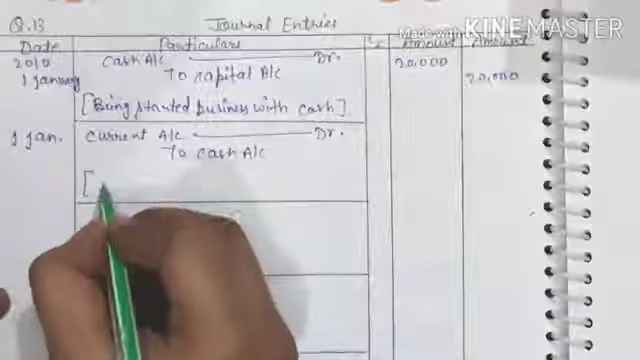 Q.13 Journal Entries
Made with KINEMASTER
Date Particulars L. Amount Amount
2010 Cash A/c Dr. 20,000
1 January To capital A/c 20,000
[Being started business with cash].
1 Jan. Current A/c Dr.
To cash A/c
[